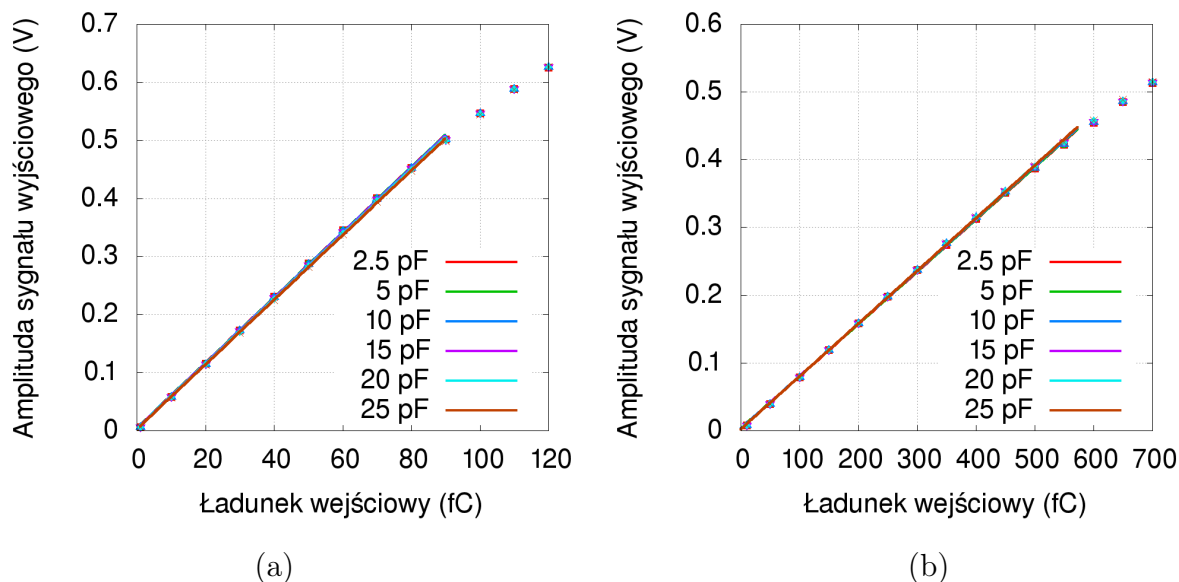 0.7
0.6
0.5
0.4
0.3
0.2
0.1
0
0 20 40 60 80 100 120
Amplituda sygnału wyjściowego (V)
Ładunek wejściowy (fC)
2.5 pF
5 pF
10 pF
15 pF
20 pF
25 pF
(a)
0.6
0.5
0.4
0.3
0.2
0.1
0
0 100 200 300 400 500 600 700
Amplituda sygnału wyjściowego (V)
Ładunek wejściowy (fC)
2.5 pF
5 pF
10 pF
15 pF
20 pF
25 pF
(b)